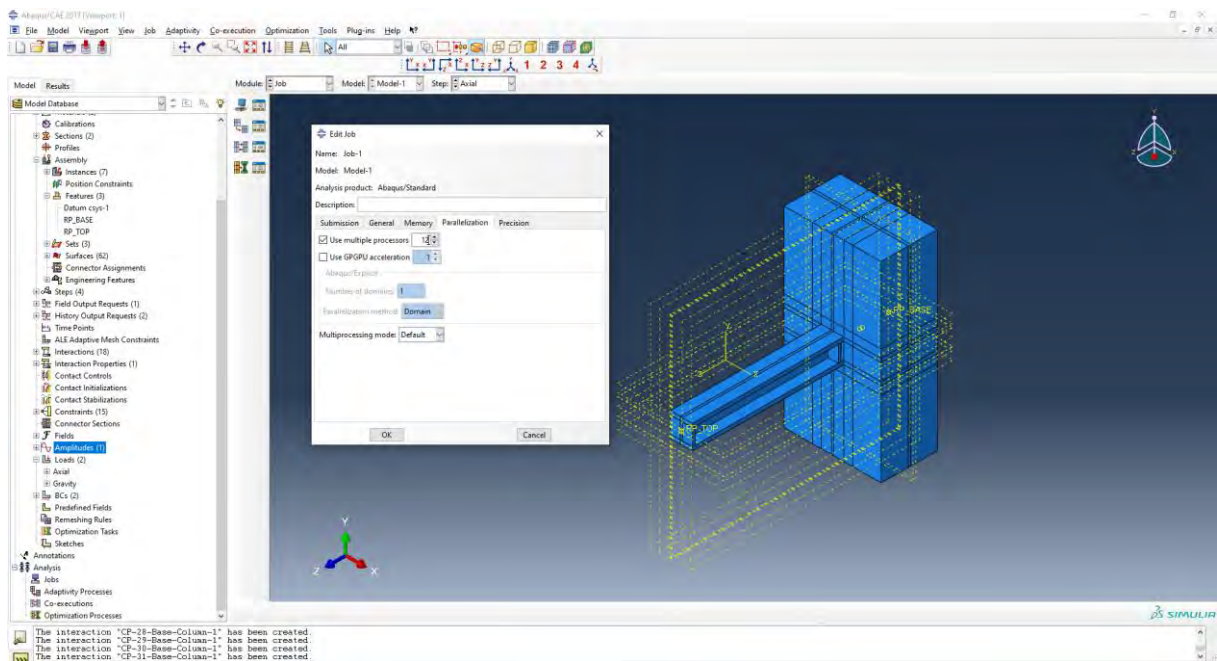 Abaqus/CAE 2017 [Viewport: 1]
File Model Viewport View Job Adaptivity Co-execution Optimization Tools Plug-ins Help
All
1 2 3 4
Model Results
Module: Job Model: Model-1 Step: Axial
Model Database
Calibrations
Sections (2)
Profiles
Assembly
Instances (7)
Position Constraints
Features (3)
Datum csys-1
RP_BASE
RP_TOP
Sets (3)
Surfaces (62)
Connector Assignments
Engineering Features
Steps (4)
Field Output Requests (1)
History Output Requests (2)
Time Points
ALE Adaptive Mesh Constraints
Interactions (18)
Interaction Properties (1)
Contact Controls
Contact Initializations
Contact Stabilizations
Constraints (15)
Connector Sections
Fields
Amplitudes (1)
Loads (2)
Axial
Gravity
BCs (2)
Predefined Fields
Remeshing Rules
Optimization Tasks
Sketches
Annotations
Analysis
Jobs
Adaptivity Processes
Co-executions
Optimization Processes
Edit Job
Name: Job-1
Model: Model-1
Analysis product: Abaqus/Standard
Description:
Submission General Memory Parallelization Precision
Use multiple processors
Use GPGPU acceleration 1
Abaqus/Explicit
Number of domains: 1
Parallelization method: Domain
Multiprocessing mode: Default
OK Cancel
RP_BASE
RP_TOP
Y
Z X
SIMULIA
The interaction "CP-28-Base-Column-1" has been created.
The interaction "CP-29-Base-Column-1" has been created.
The interaction "CP-30-Base-Column-1" has been created.
The interaction "CP-31-Base-Column-1" has been created.